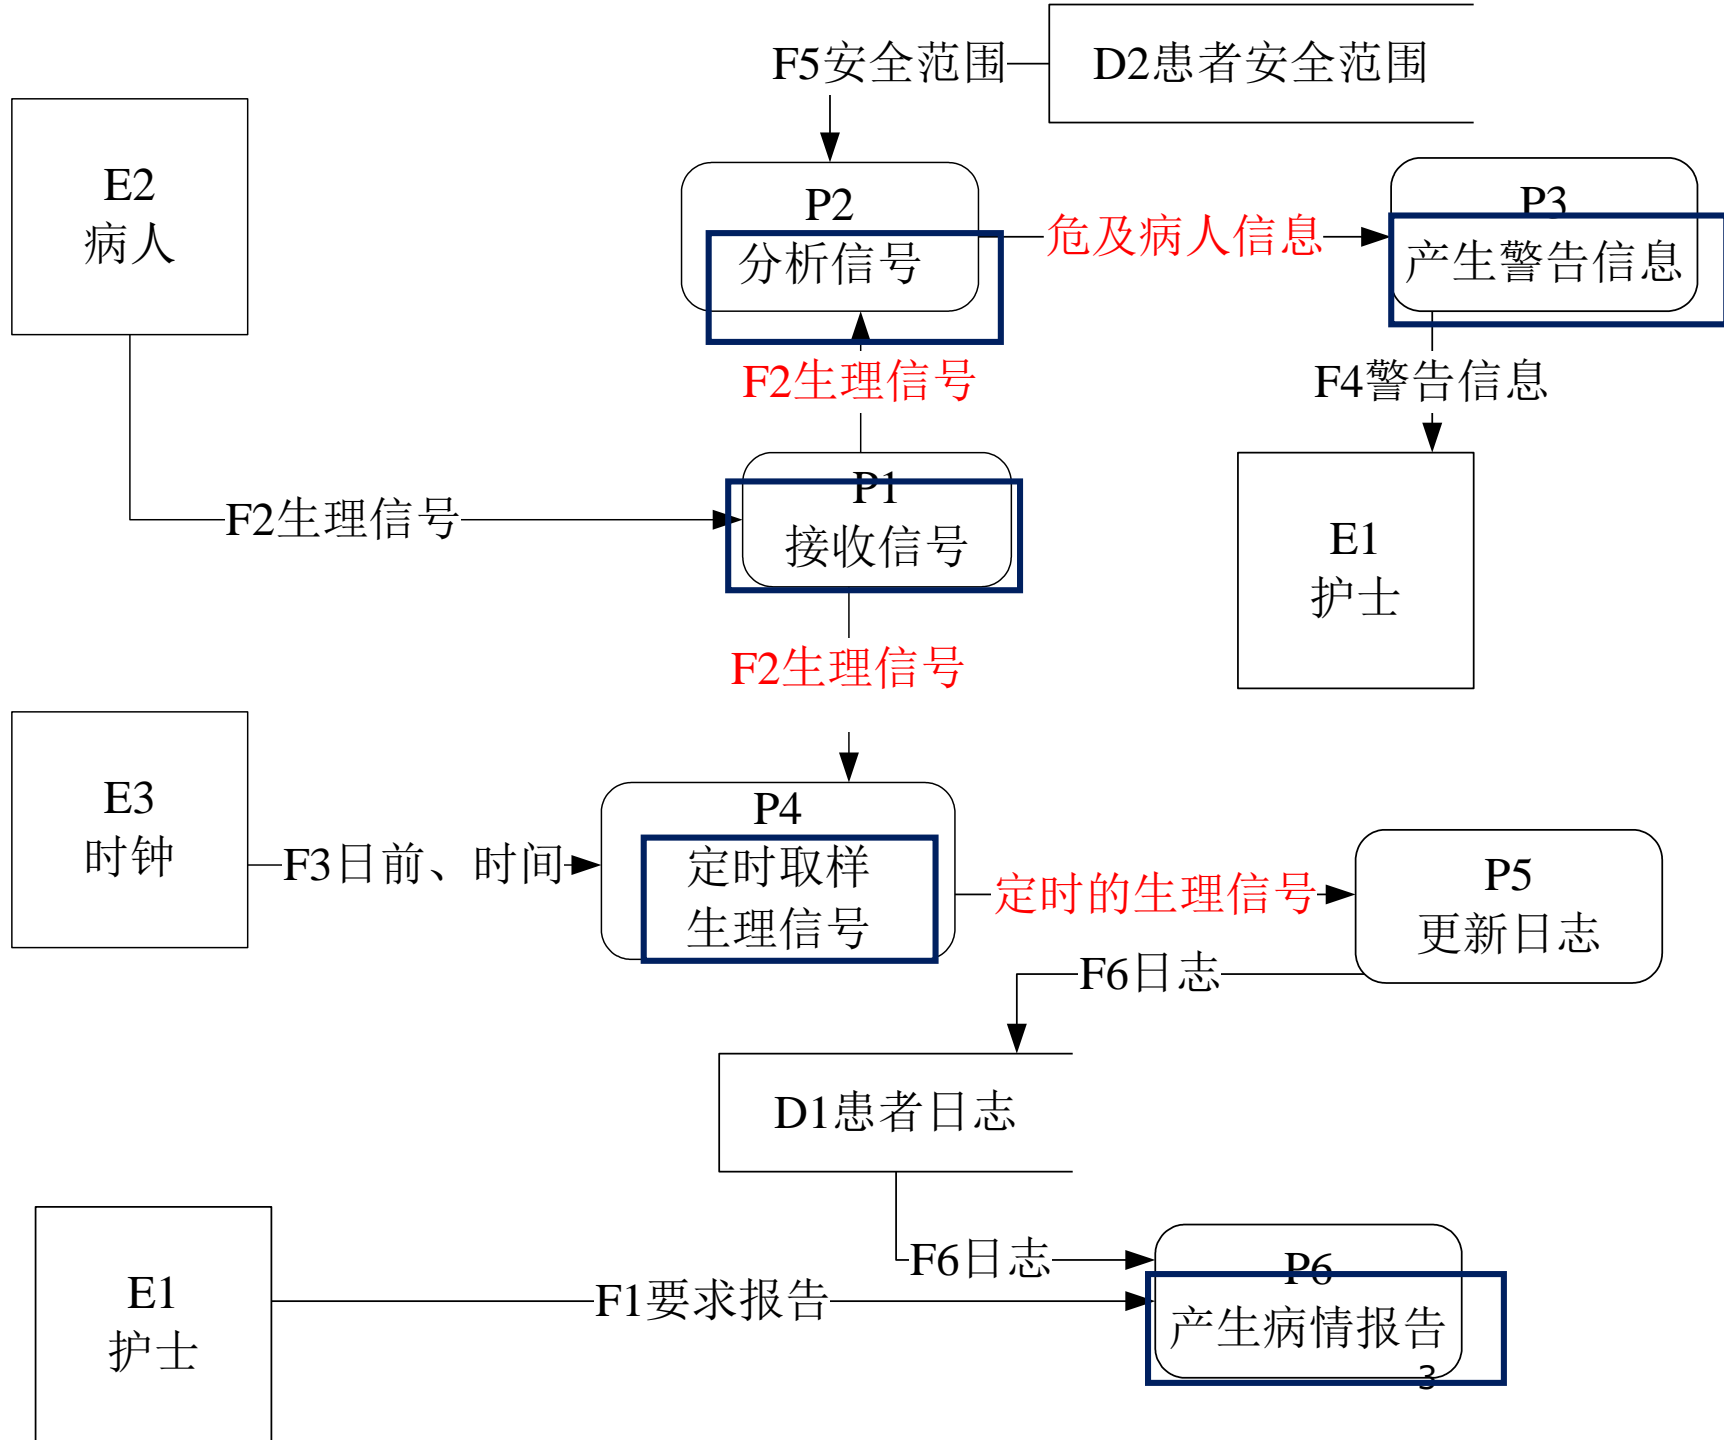 F5安全范围
D2患者安全范围
E2
病人
P2
分析信号
危及病人信息
P3
产生警告信息
F2生理信号
F4警告信息
F2生理信号
P1
接收信号
E1
护士
F2生理信号
E3
时钟
F3日前、时间
P4
定时取样
生理信号
定时的生理信号
P5
更新日志
F6日志
D1患者日志
F6日志
E1
护士
F1要求报告
P6
产生病情报告
3